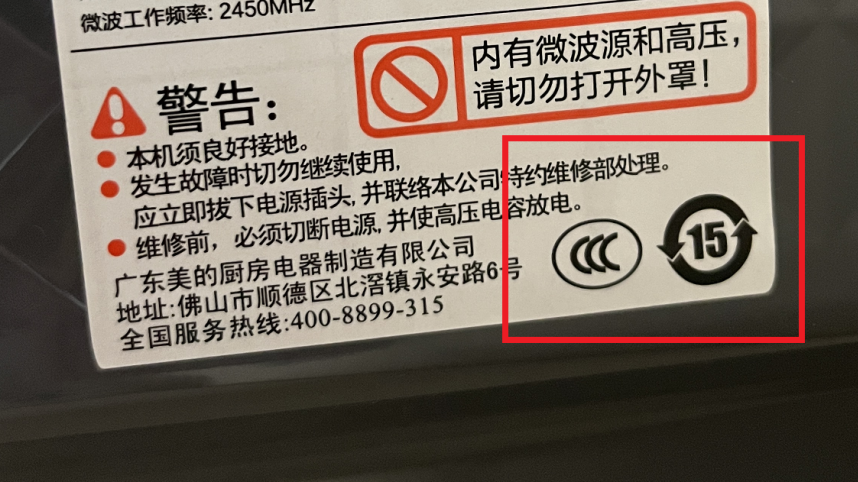 微波工作频率: 2450MHz
内有微波源和高压，
请切勿打开外罩！
警告：
本机须良好接地。
发生故障时切勿继续使用,
应立即拔下电源插头, 并联络本公司特约维修部处理。
维修前，必须切断电源, 并使高压电容放电。
广东美的厨房电器制造有限公司
地址: 佛山市顺德区北滘镇永安路6号
全国服务热线: 400-8899-315
CCC
15